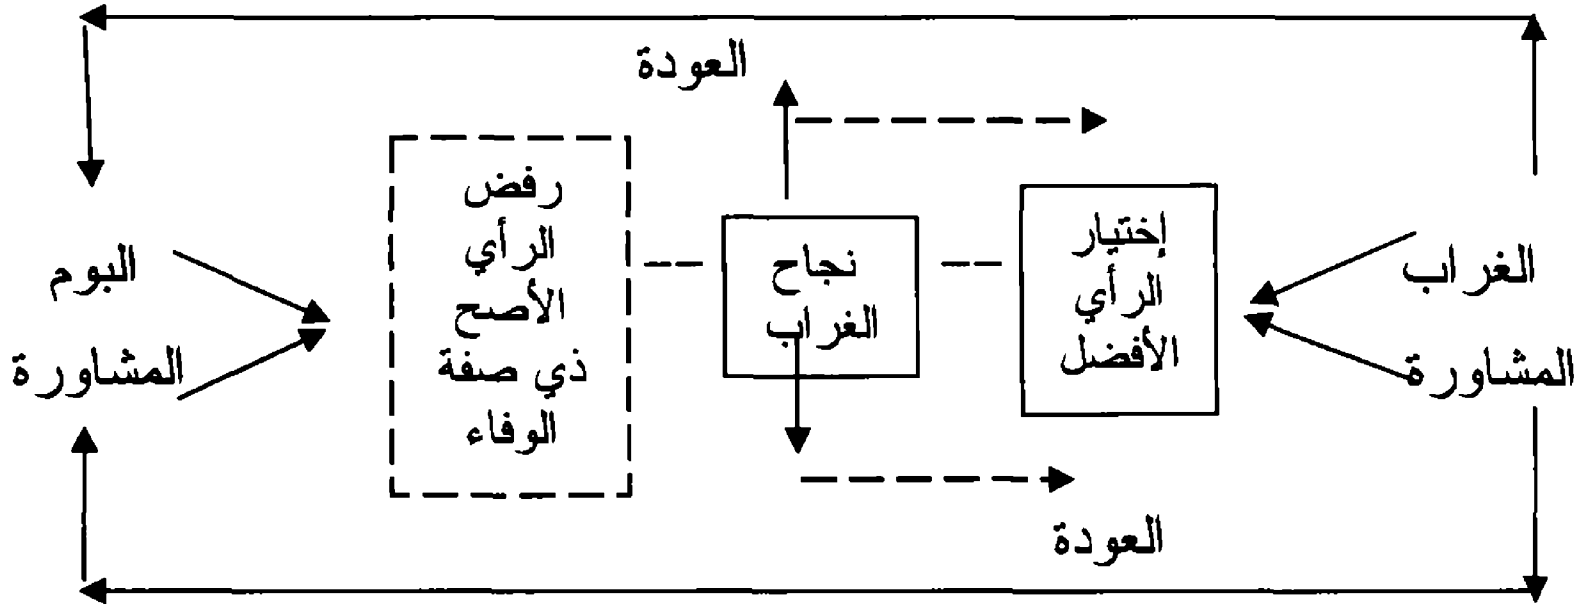 العودة
الغراب
المشاورة
إختيار
الرأي
الأفضل
نجاح
الغراب
رفض
الرأي
الأصح
ذي صفة
الوفاء
البوم
المشاورة
العودة